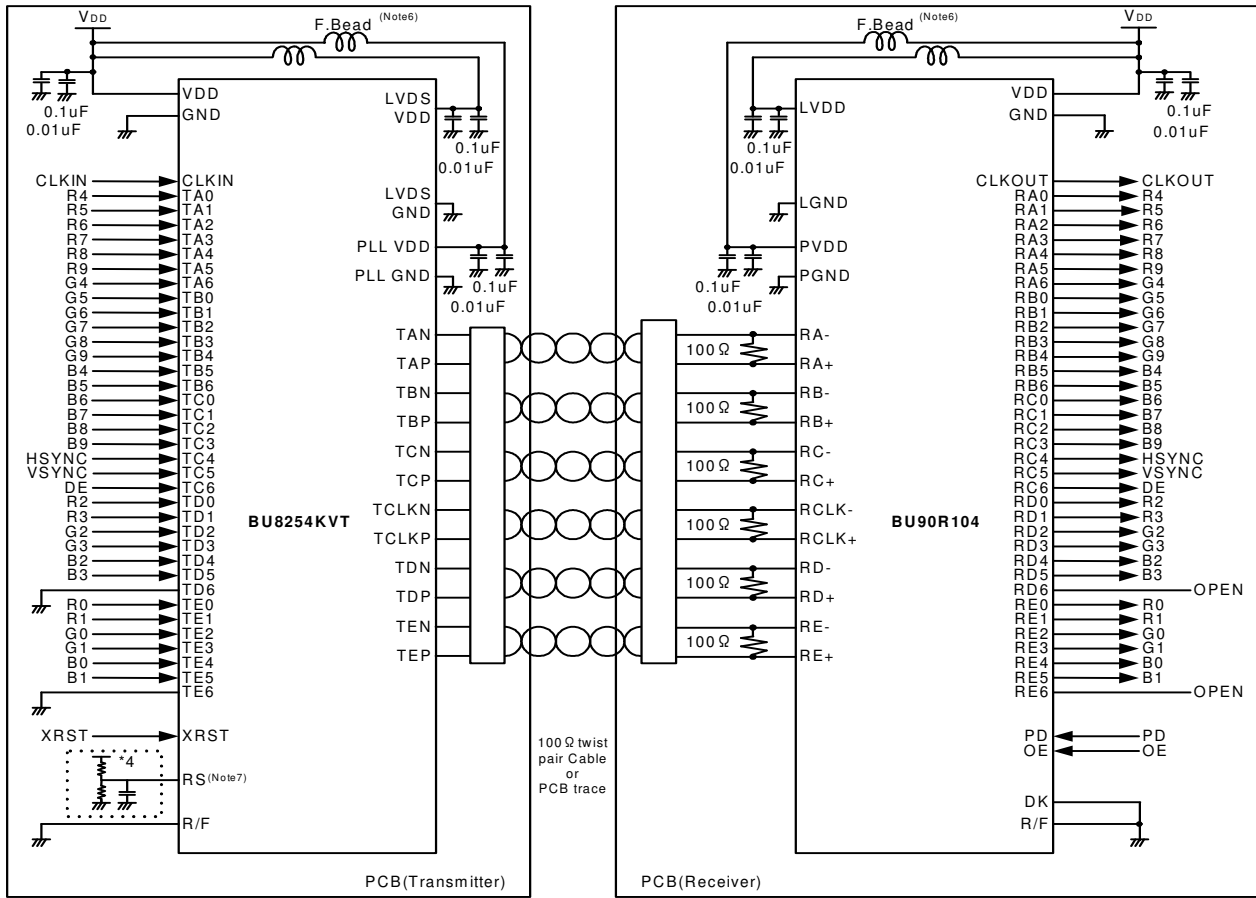 VDD
F.Bead (Note6)
0.1uF
0.01uF
VDD
GND
LVDS
VDD
0.1uF
0.01uF
LVDS
GND
PLL VDD
PLL GND
0.1uF
0.01uF
CLKIN CLKIN
R4 TA0
R5 TA1
R6 TA2
R7 TA3
R8 TA4
R9 TA5
G4 TA6
G5 TB0
G6 TB1
G7 TB2
G8 TB3
G9 TB4
B4 TB5
B5 TB6
B6 TC0
B7 TC1
B8 TC2
B9 TC3
HSYNC TC4
VSYNC TC5
DE TC6
R2 TD0
R3 TD1
G2 TD2
G3 TD3
B2 TD4
B3 TD5
TD6
R0 TE0
R1 TE1
G0 TE2
G1 TE3
B0 TE4
B1 TE5
TE6
XRST XRST
*4
RS(Note7)
R/F
BU8254KVT
TAN
TAP
TBN
TBP
TCN
TCP
TCLKN
TCLKP
TDN
TDP
TEN
TEP
PCB(Transmitter)
100Ω twist
pair Cable
or
PCB trace
F.Bead (Note6)
VDD
LVDD
0.1uF
0.01uF
LGND
PVDD
PGND
0.1uF
0.01uF
VDD
GND
0.1uF
0.01uF
100Ω
RA-
RA+
100Ω
RB-
RB+
100Ω
RC-
RC+
100Ω
RCLK-
RCLK+
100Ω
RD-
RD+
100Ω
RE-
RE+
BU90R104
CLKOUT CLKOUT
RA0 R4
RA1 R5
RA2 R6
RA3 R7
RA4 R8
RA5 R9
RA6 G4
RB0 G5
RB1 G6
RB2 G7
RB3 G8
RB4 G9
RB5 B4
RB6 B5
RC0 B6
RC1 B7
RC2 B8
RC3 B9
RC4 HSYNC
RC5 VSYNC
RC6 DE
RD0 R2
RD1 R3
RD2 G2
RD3 G3
RD4 B2
RD5 B3
RD6 OPEN
RE0 R0
RE1 R1
RE2 G0
RE3 G1
RE4 B0
RE5 B1
RE6 OPEN
PD PD
OE OE
DK
R/F
PCB(Receiver)